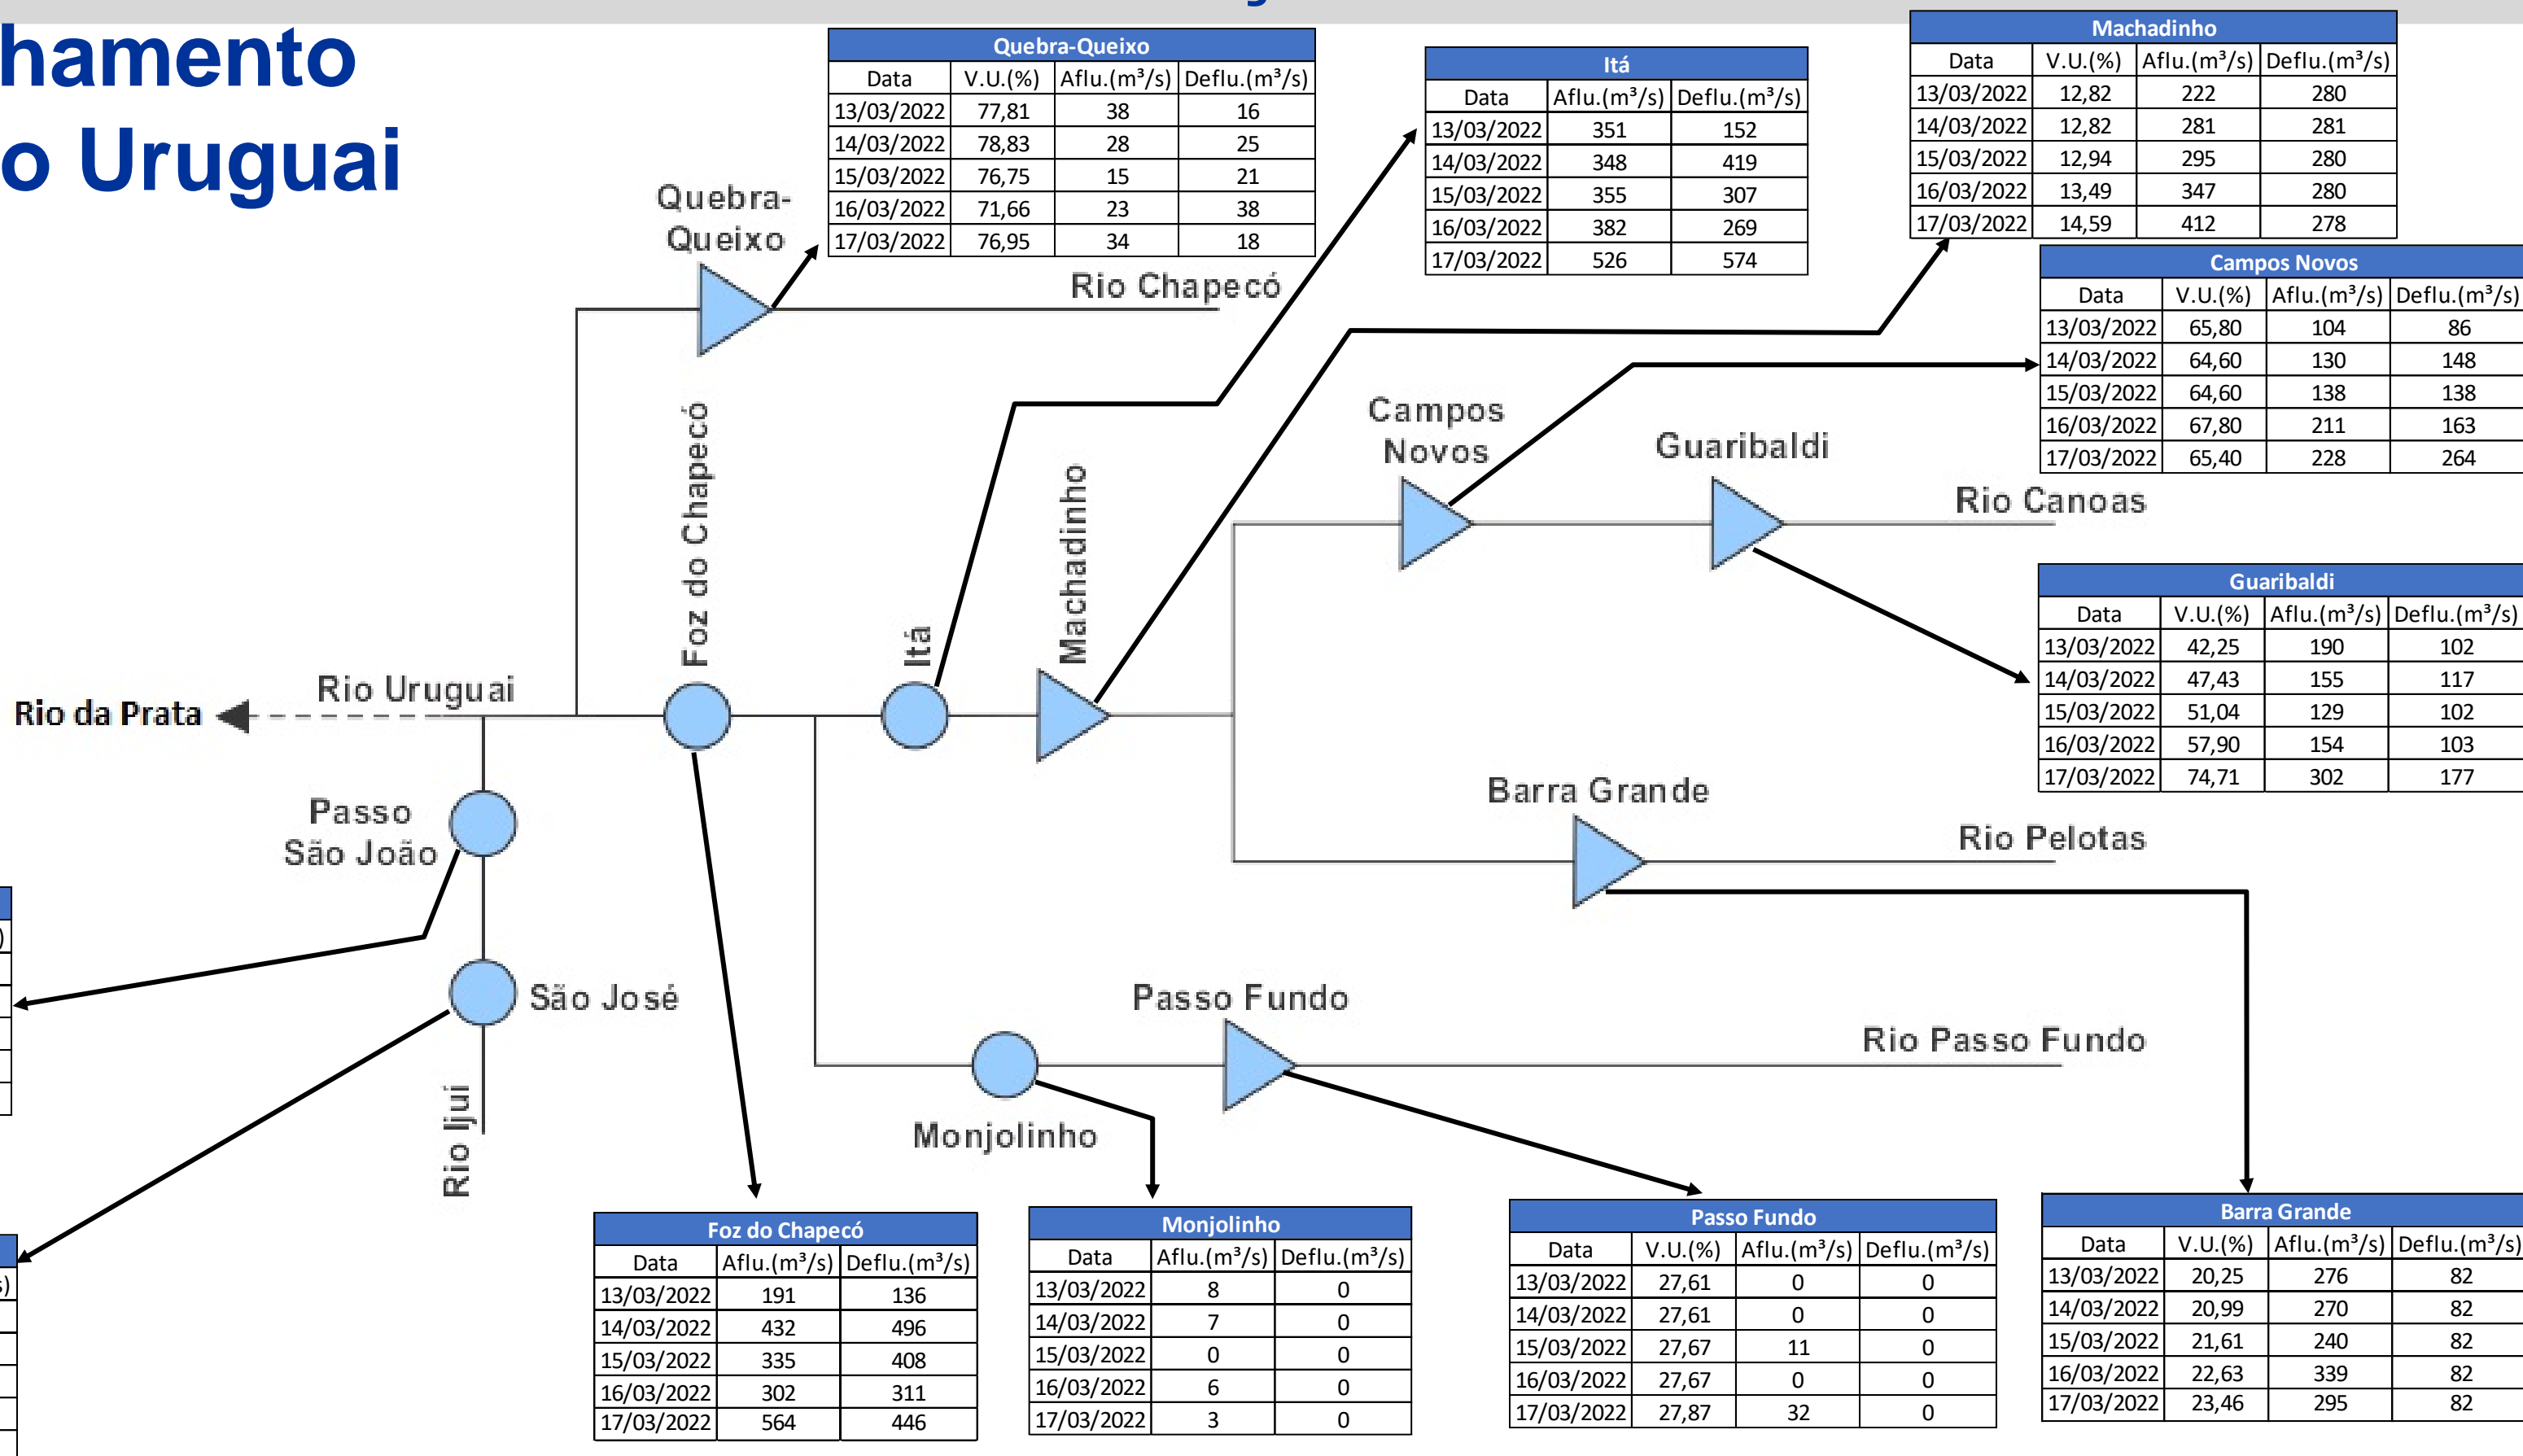 hamento
o Uruguai
Quebra-Queixo
Data V.U.(%) Aflu.(m³/s) Deflu.(m³/s)
13/03/2022 77,81 38 16
14/03/2022 78,83 28 25
15/03/2022 76,75 15 21
16/03/2022 71,66 23 38
17/03/2022 76,95 34 18
Itá
Data Aflu.(m³/s) Deflu.(m³/s)
13/03/2022 351 152
14/03/2022 348 419
15/03/2022 355 307
16/03/2022 382 269
17/03/2022 526 574
Machadinho
Data V.U.(%) Aflu.(m³/s) Deflu.(m³/s)
13/03/2022 12,82 222 280
14/03/2022 12,82 281 281
15/03/2022 12,94 295 280
16/03/2022 13,49 347 280
17/03/2022 14,59 412 278
Campos Novos
Data V.U.(%) Aflu.(m³/s) Deflu.(m³/s)
13/03/2022 65,80 104 86
14/03/2022 64,60 130 148
15/03/2022 64,60 138 138
16/03/2022 67,80 211 163
17/03/2022 65,40 228 264
Quebra-
Queixo
Rio Chapecó
Foz do Chapecó
Itá
Machadinho
Campos
Novos
Guaribaldi
Rio Canoas
Guaribaldi
Data V.U.(%) Aflu.(m³/s) Deflu.(m³/s)
13/03/2022 42,25 190 102
14/03/2022 47,43 155 117
15/03/2022 51,04 129 102
16/03/2022 57,90 154 103
17/03/2022 74,71 302 177
Rio da Prata
Rio Uruguai
Passo
São João
Barra Grande
Rio Pelotas
São José
Rio Ijui
Passo Fundo
Rio Passo Fundo
Monjolinho
Foz do Chapecó
Data Aflu.(m³/s) Deflu.(m³/s)
13/03/2022 191 136
14/03/2022 432 496
15/03/2022 335 408
16/03/2022 302 311
17/03/2022 564 446
Monjolinho
Data Aflu.(m³/s) Deflu.(m³/s)
13/03/2022 8 0
14/03/2022 7 0
15/03/2022 0 0
16/03/2022 6 0
17/03/2022 3 0
Passo Fundo
Data V.U.(%) Aflu.(m³/s) Deflu.(m³/s)
13/03/2022 27,61 0 0
14/03/2022 27,61 0 0
15/03/2022 27,67 11 0
16/03/2022 27,67 0 0
17/03/2022 27,87 32 0
Barra Grande
Data V.U.(%) Aflu.(m³/s) Deflu.(m³/s)
13/03/2022 20,25 276 82
14/03/2022 20,99 270 82
15/03/2022 21,61 240 82
16/03/2022 22,63 339 82
17/03/2022 23,46 295 82